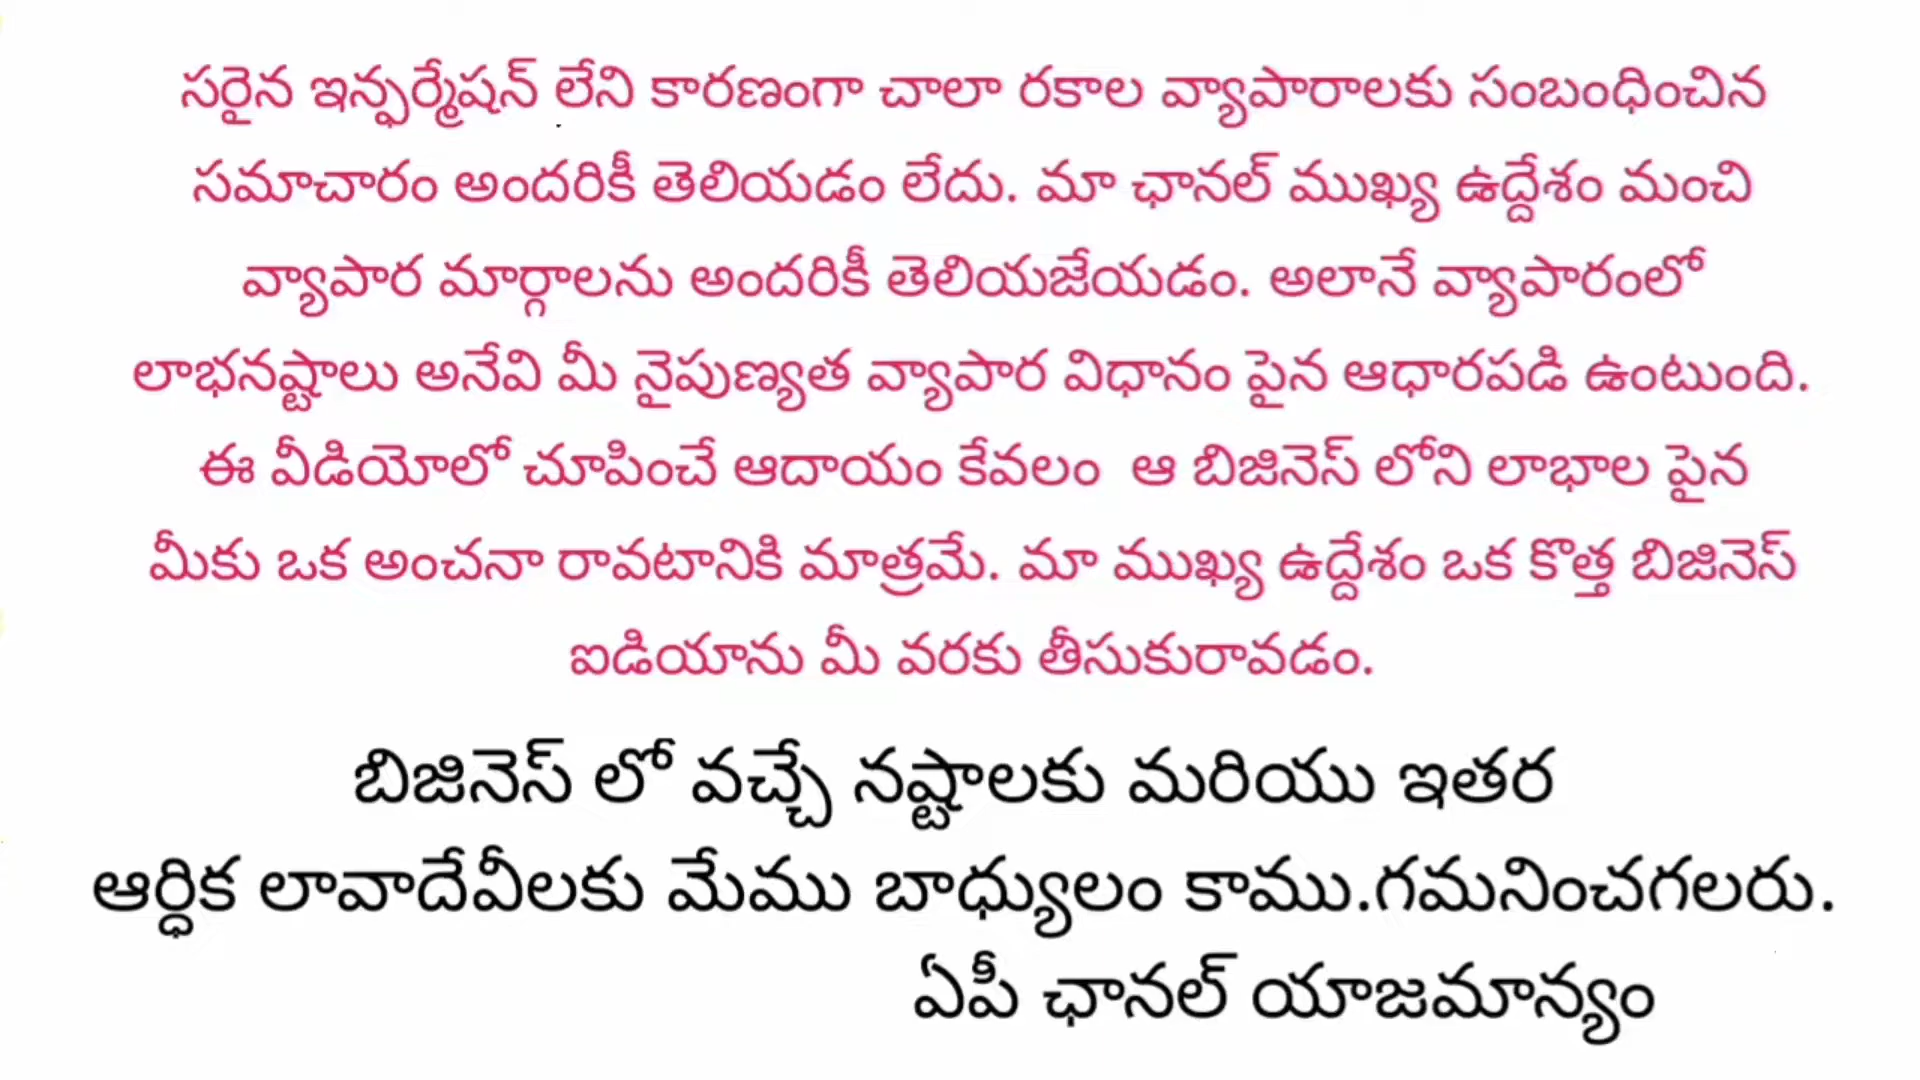 సరైన ఇన్ఫర్మేషన్ లేని కారణంగా చాలా రకాల వ్యాపారాలకు సంబంధించిన
సమాచారం అందరికీ తెలియడం లేదు. మా ఛానల్ ముఖ్య ఉద్దేశం మంచి
వ్యాపార మార్గాలను అందరికీ తెలియజేయడం. అలానే వ్యాపారంలో
లాభనష్టాలు అనేవి మీ నైపుణ్యత వ్యాపార విధానం పైన ఆధారపడి ఉంటుంది.
ఈ వీడియోలో చూపించే ఆదాయం కేవలం ఆ బిజినెస్ లోని లాభాల పైన
మీకు ఒక అంచనా రావటానికి మాత్రమే. మా ముఖ్య ఉద్దేశం ఒక కొత్త బిజినెస్
ఐడియాను మీ వరకు తీసుకురావడం.
బిజినెస్ లో వచ్చే నష్టాలకు మరియు ఇతర
ఆర్ధిక లావాదేవీలకు మేము బాధ్యులం కాము.గమనించగలరు.
ఏపీ ఛానల్ యాజమాన్యం